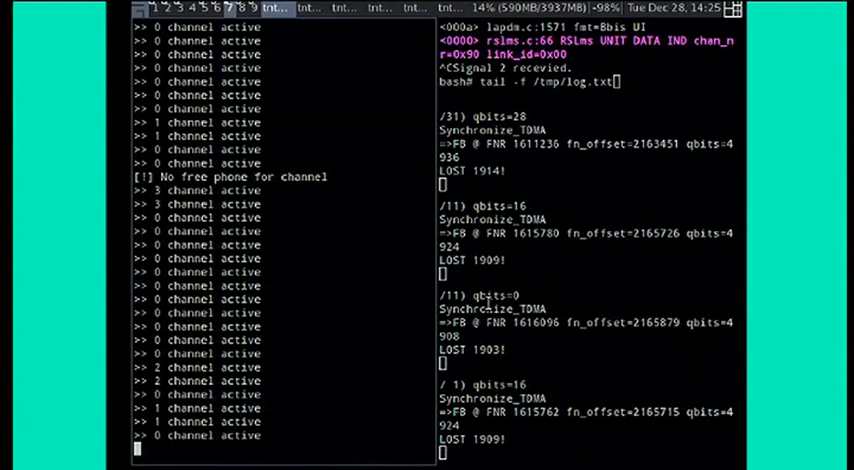 1 2 3 4 5 6 7 8 9 tnt... tnt... tnt... tnt... tnt... tnt... 14% (590MB/3937MB) -98% Tue Dec 28, 14:25
>> 0 channel active
>> 0 channel active
>> 0 channel active
>> 0 channel active
>> 0 channel active
>> 0 channel active
>> 0 channel active
>> 1 channel active
>> 1 channel active
>> 0 channel active
>> 0 channel active
[!] No free phone for channel
>> 3 channel active
>> 3 channel active
>> 0 channel active
>> 0 channel active
>> 0 channel active
>> 0 channel active
>> 0 channel active
>> 0 channel active
>> 0 channel active
>> 0 channel active
>> 0 channel active
>> 0 channel active
>> 0 channel active
>> 2 channel active
>> 2 channel active
>> 0 channel active
>> 1 channel active
>> 1 channel active
>> 0 channel active
<000a> lapdm.c:1571 fmt=Bbis UI
<0000> rslms.c:66 RSLms UNIT DATA IND chan_n
r=0x90 link_id=0x00
^CSignal 2 recevied.
bash# tail -f /tmp/log.txt
/31) qbits=28
Synchronize_TDMA
=>FB @ FNR 1611236 fn_offset=2163451 qbits=4
936
LOST 1914!
/11) qbits=16
Synchronize_TDMA
=>FB @ FNR 1615780 fn_offset=2165726 qbits=4
924
LOST 1909!
/11) qbits=0
Synchronize_TDMA
=>FB @ FNR 1616096 fn_offset=2165879 qbits=4
908
LOST 1903!
/ 1) qbits=16
Synchronize_TDMA
=>FB @ FNR 1615762 fn_offset=2165715 qbits=4
924
LOST 1909!